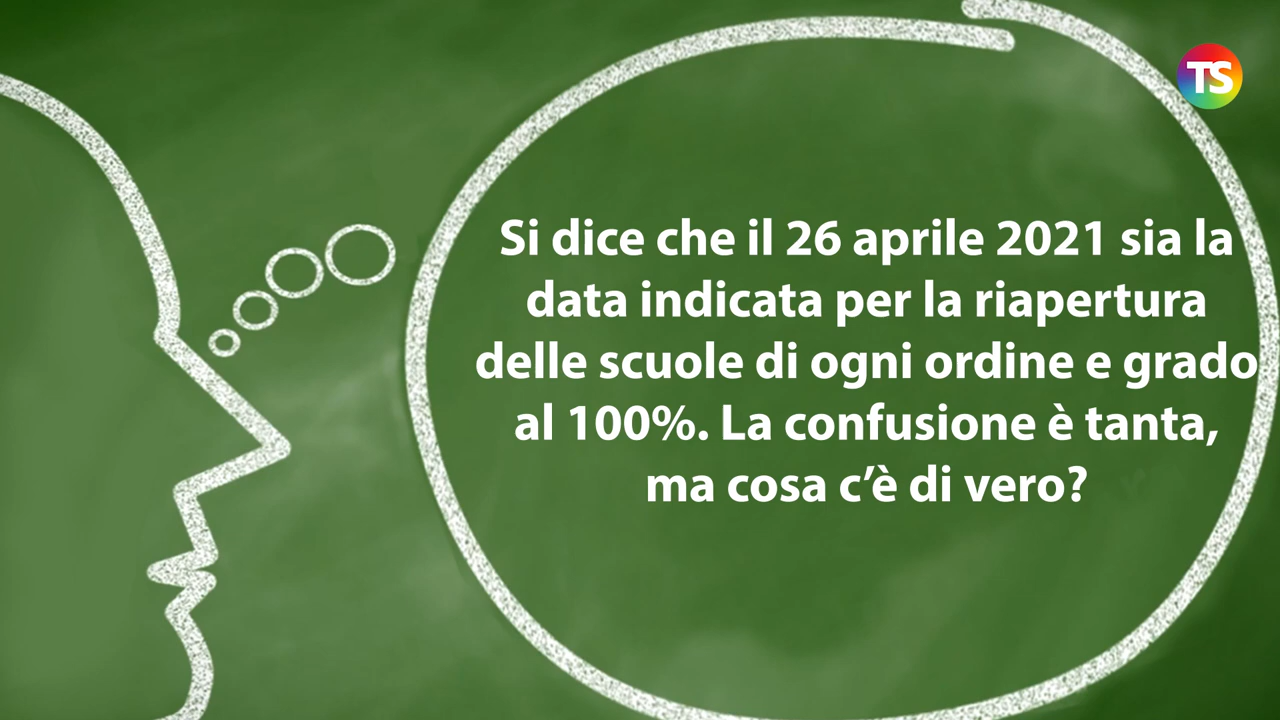 TS
Si dice che il 26 aprile 2021 sia la
data indicata per la riapertura
delle scuole di ogni ordine e grado
al 100%. La confusione è tanta,
ma cosa c’è di vero?